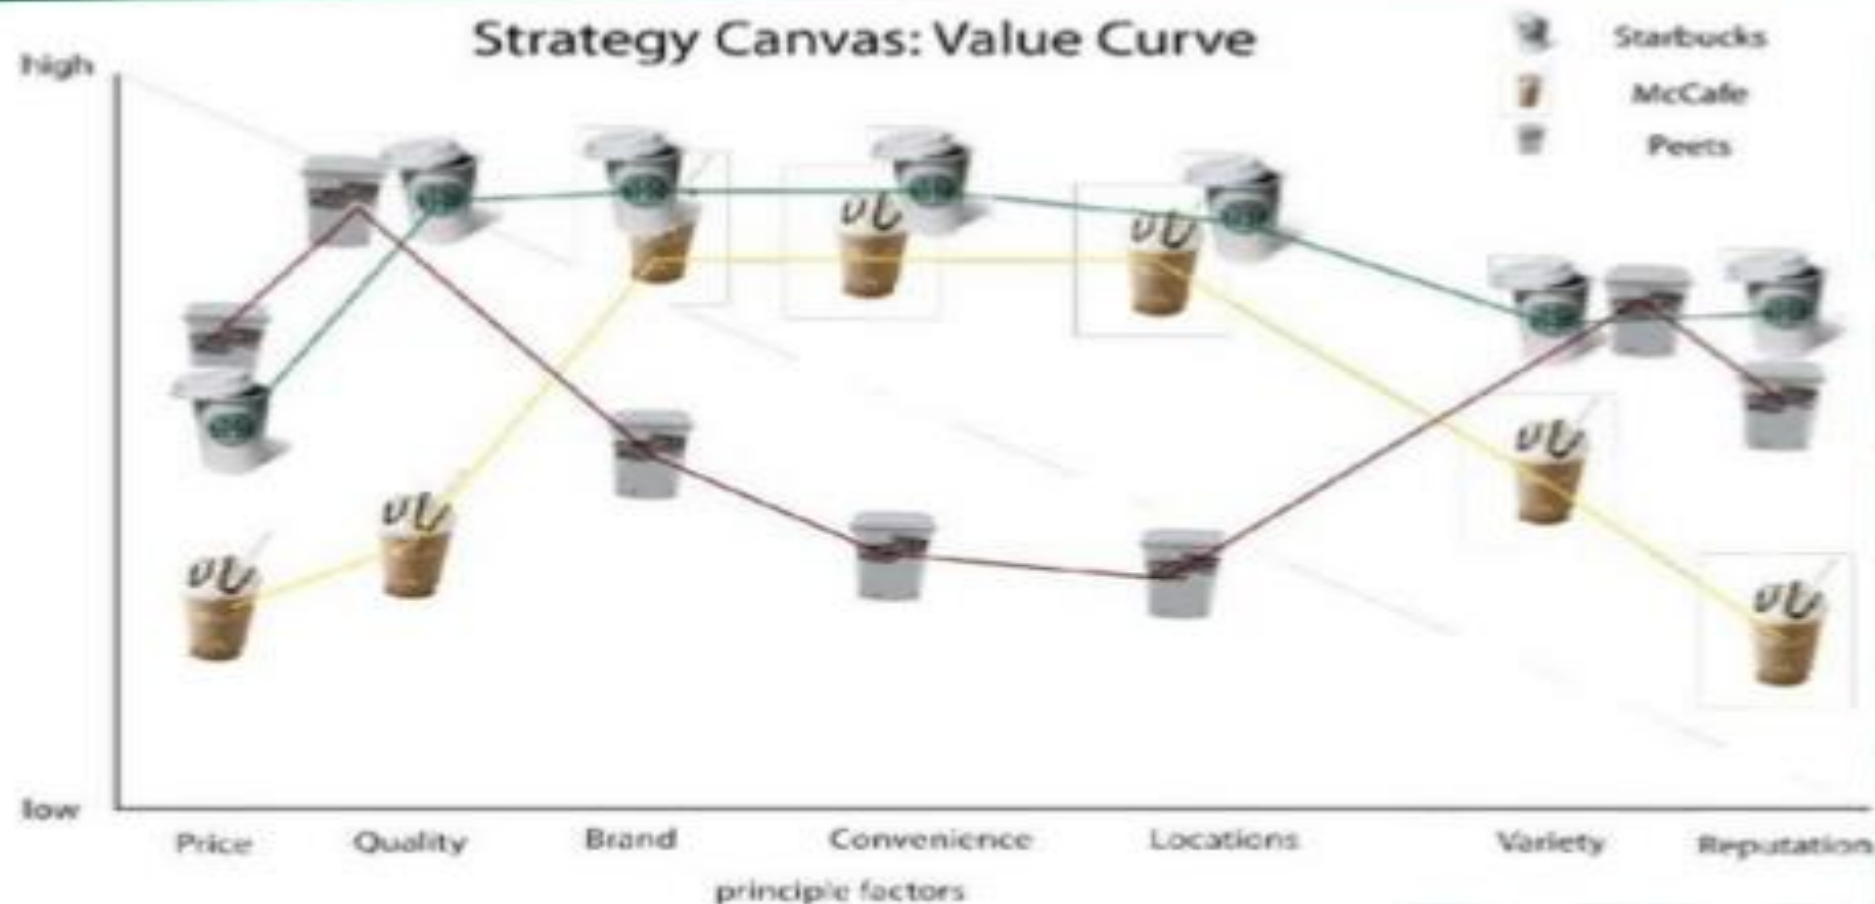 Strategy Canvas: Value Curve
high
Starbucks
McCafe
Peets
low
Price Quality Brand Convenience Locations Variety Reputation
principle factors